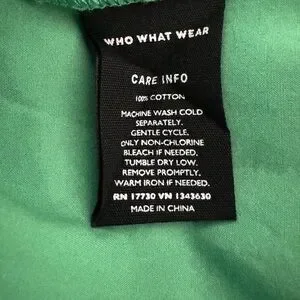 WHO WHAT WEAR
CARE INFO
100% COTTON
MACHINE WASH COLD
SEPARATELY.
GENTLE CYCLE.
ONLY NON-CHLORINE
BLEACH IF NEEDED.
TUMBLE DRY LOW.
REMOVE PROMPTLY.
WARM IRON IF NEEDED.
RN 17730 VN 1343630
MADE IN CHINA